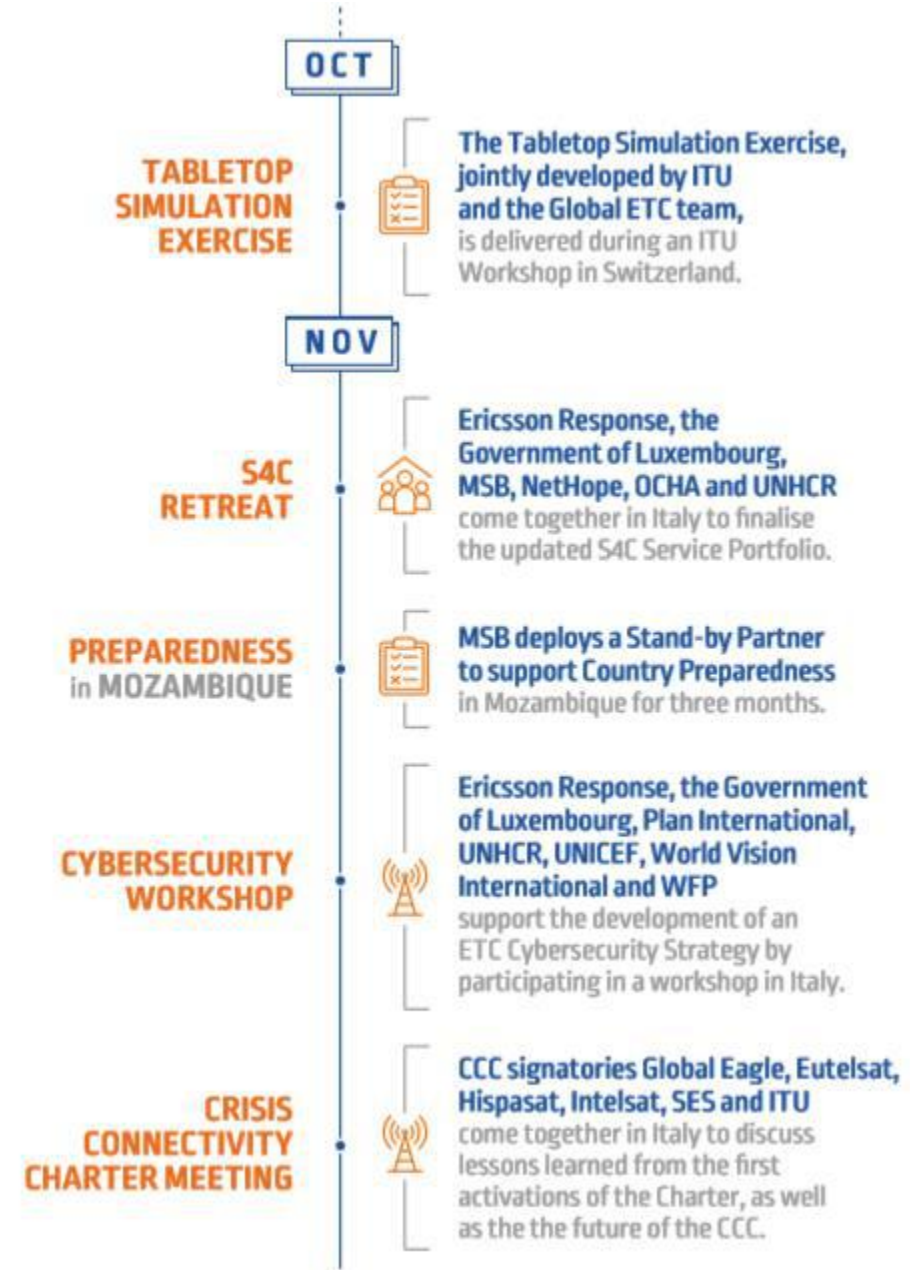 OCT
TABLETOP
SIMULATION
EXERCISE
The Tabletop Simulation Exercise,
jointly developed by ITU
and the Global ETC team,
is delivered during an ITU
Workshop in Switzerland.
NOV
S4C
RETREAT
Ericsson Response, the
Government of Luxembourg,
MSB, NetHope, OCHA and UNHCR
come together in Italy to finalise
the updated S4C Service Portfolio.
PREPAREDNESS
in MOZAMBIQUE
MSB deploys a Stand-by Partner
to support Country Preparedness
in Mozambique for three months.
CYBERSECURITY
WORKSHOP
Ericsson Response, the Government
of Luxembourg, Plan International,
UNHCR, UNICEF, World Vision
International and WFP
support the development of an
ETC Cybersecurity Strategy by
participating in a workshop in Italy.
CRISIS
CONNECTIVITY
CHARTER MEETING
CCC signatories Global Eagle, Eutelsat,
Hispasat, Intelsat, SES and ITU
come together in Italy to discuss
lessons learned from the first
activations of the Charter, as well
as the the future of the CCC.